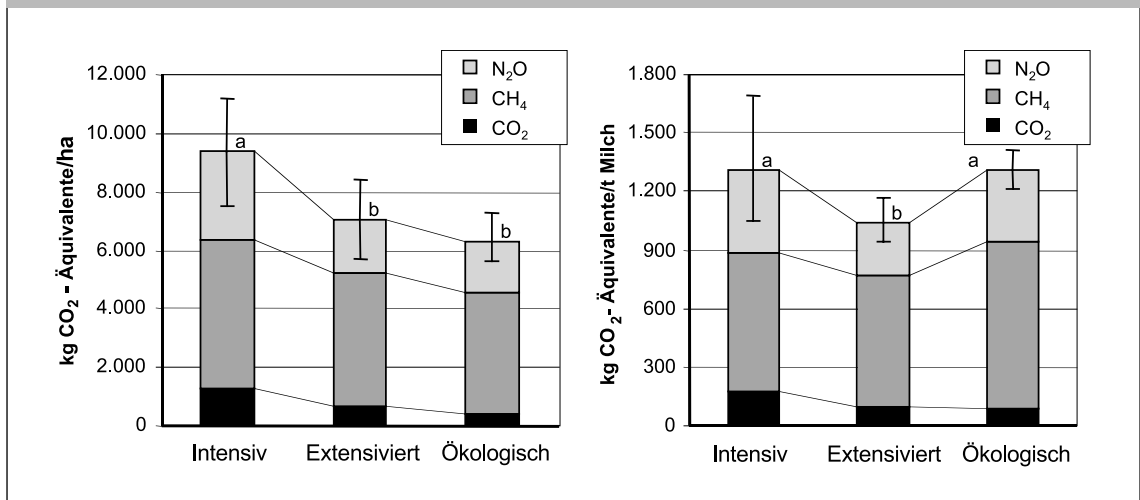 kg CO₂ - Äquivalente/ha
12.000
10.000
8.000
6.000
4.000
2.000
0
N₂O
CH₄
CO₂
a
b
b
Intensiv
Extensiviert
Ökologisch
kg CO₂- Äquivalente/t Milch
1.800
1.500
1.200
900
600
300
0
N₂O
CH₄
CO₂
a
b
a
Intensiv
Extensiviert
Ökologisch